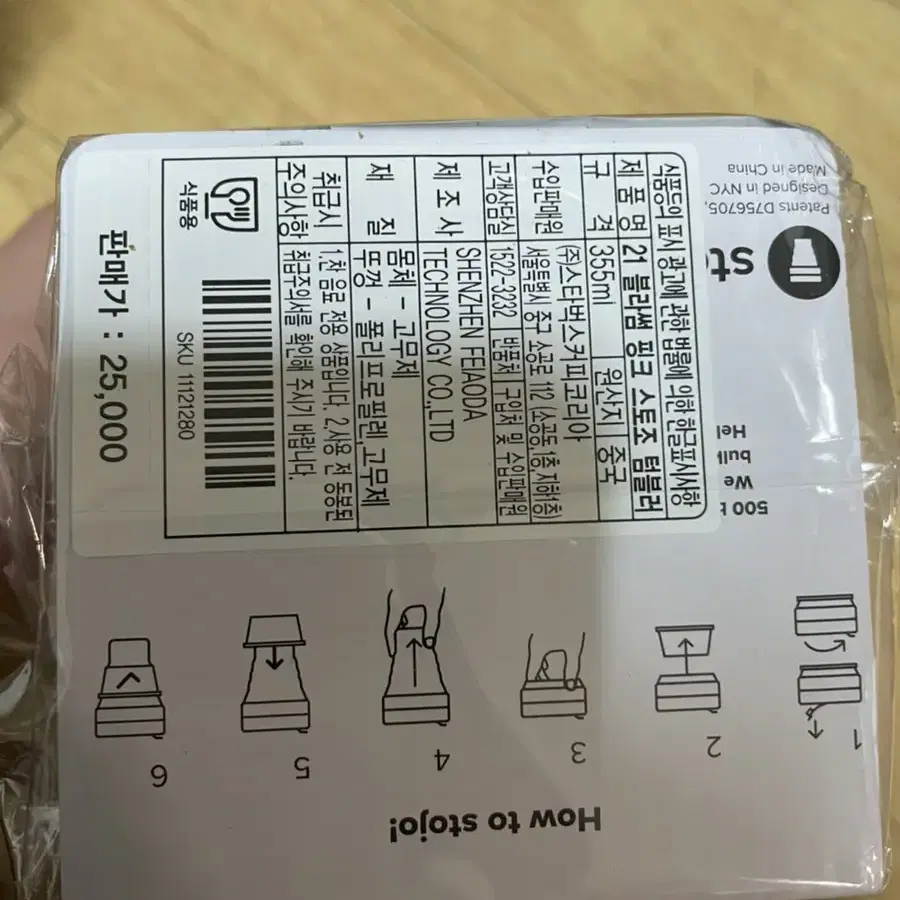 식품등의 표시 광고에 관한 법률에 의한 한글표시사항
제 품 명 21 블라썸 핑크 스토조 텀블러
규 격 355ml 원산지 중국
수입판매원 (주)스타벅스커피코리아
서울특별시 중구 소공로 112 (소공동,1층,지하1층)
고객상담실 1522-3232 반품처 구입처 및 수입판매원
제 조 사 SHENZHEN FEIAODA
TECHNOLOGY CO.,LTD
재 질 몸체 - 고무제
뚜껑 - 폴리프로필렌,고무제
취급시 주의사항 1.찬 음료 전용 상품입니다. 2.사용 전 동봉된
취급주의서를 확인해 주시기 바랍니다.
식품용
SKU 11121280
판매가 : 25,000
Patents D756705,
Designed in NYC
Made in China
st
500 b
We
bulk
Hel
How to stojo!
1
2
3
4
5
6